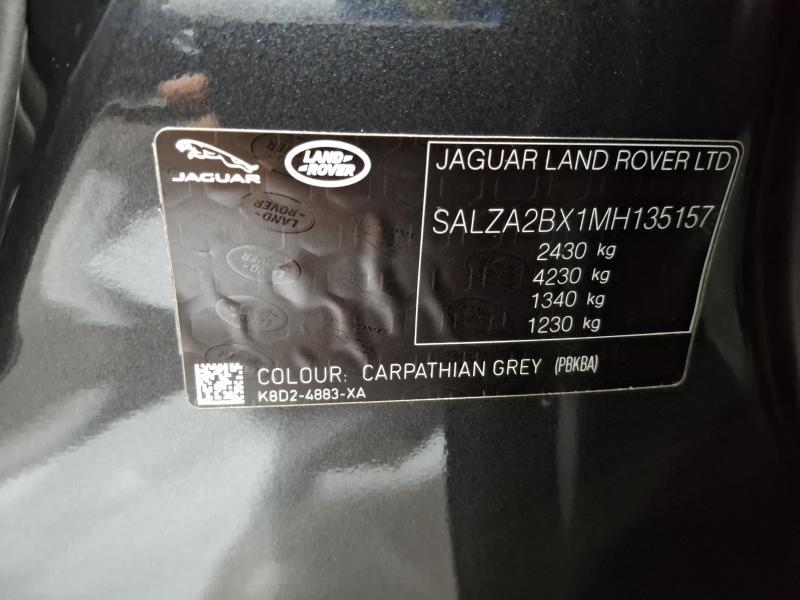 JAGUAR
LAND-
-ROVER
JAGUAR LAND ROVER LTD
SALZA2BX1MH135157
2430 kg
4230 kg
1340 kg
1230 kg
COLOUR: CARPATHIAN GREY (PBKBA)
K8D2-4883-XA